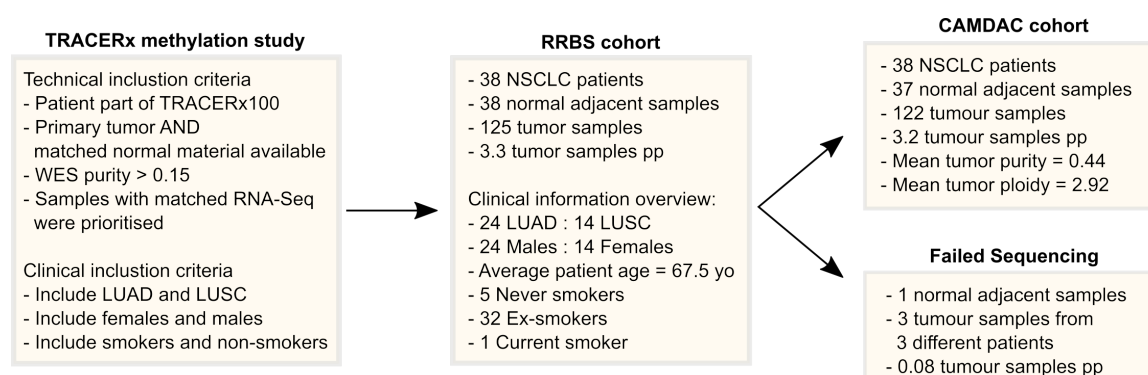 TRACERx methylation study
Technical inclustion criteria
- Patient part of TRACERx100
- Primary tumor AND
matched normal material available
- WES purity > 0.15
- Samples with matched RNA-Seq
were prioritised
Clinical inclustion criteria
- Include LUAD and LUSC
- Include females and males
- Include smokers and non-smokers
RRBS cohort
- 38 NSCLC patients
- 38 normal adjacent samples
- 125 tumor samples
- 3.3 tumor samples pp
Clinical information overview:
- 24 LUAD : 14 LUSC
- 24 Males : 14 Females
- Average patient age = 67.5 yo
- 5 Never smokers
- 32 Ex-smokers
- 1 Current smoker
CAMDAC cohort
- 38 NSCLC patients
- 37 normal adjacent samples
- 122 tumour samples
- 3.2 tumour samples pp
- Mean tumor purity = 0.44
- Mean tumor ploidy = 2.92
Failed Sequencing
- 1 normal adjacent samples
- 3 tumour samples from
3 different patients
- 0.08 tumour samples pp